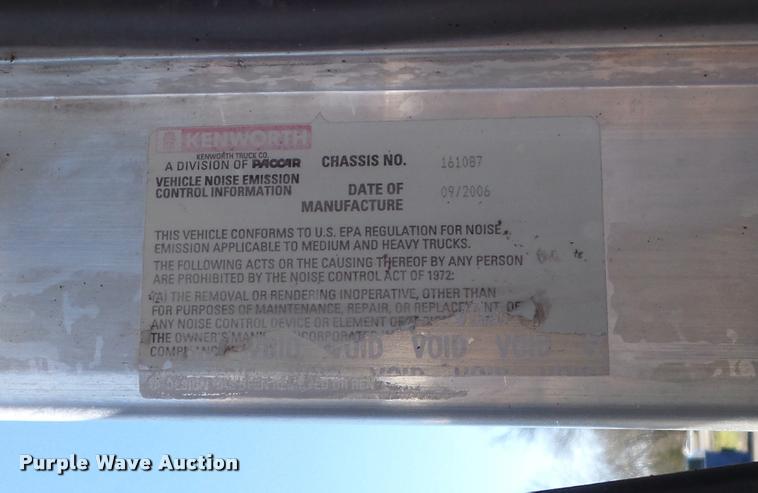 KENWORTH
KENWORTH TRUCK CO.
A DIVISION OF PACCAR
VEHICLE NOISE EMISSION
CONTROL INFORMATION
CHASSIS NO. 161087
DATE OF MANUFACTURE 09/2006
THIS VEHICLE CONFORMS TO U.S. EPA REGULATION FOR NOISE
EMISSION APPLICABLE TO MEDIUM AND HEAVY TRUCKS.
THE FOLLOWING ACTS OR THE CAUSING THEREOF BY ANY PERSON
ARE PROHIBITED BY THE NOISE CONTROL ACT OF 1972:
(A) THE REMOVAL OR RENDERING INOPERATIVE, OTHER THAN
FOR PURPOSES OF MAINTENANCE, REPAIR, OR REPLACEMENT, OF
ANY NOISE CONTROL DEVICE OR ELEMENT OF
THE OWNER'S
VOID VOID VOID VOID
VOID VOID VOID
Purple Wave Auction